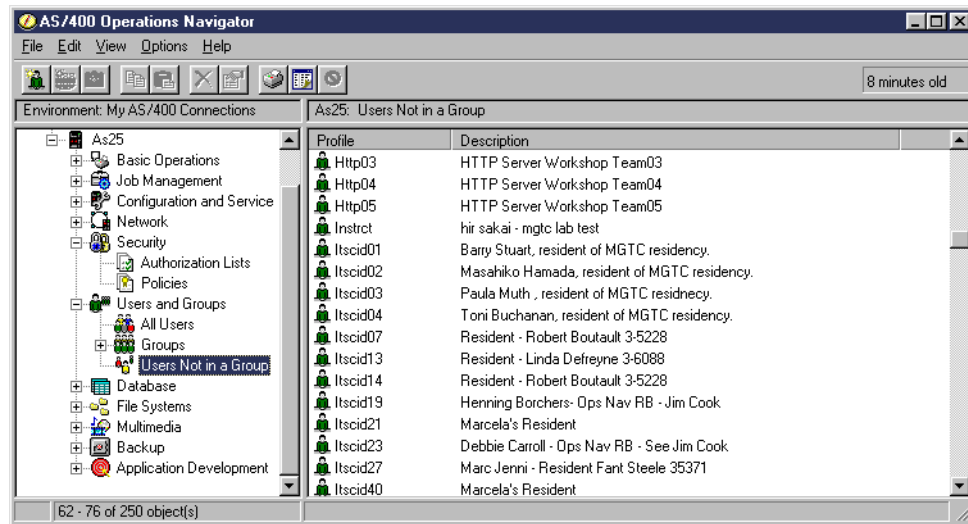 AS/400 Operations Navigator
File Edit View Options Help
8 minutes old
Environment: My AS/400 Connections
As25: Users Not in a Group
As25
Basic Operations
Job Management
Configuration and Service
Network
Security
Authorization Lists
Policies
Users and Groups
All Users
Groups
Users Not in a Group
Database
File Systems
Multimedia
Backup
Application Development
Profile Description
Http03 HTTP Server Workshop Team03
Http04 HTTP Server Workshop Team04
Http05 HTTP Server Workshop Team05
Instrct hir sakai - mgtc lab test
Itscid01 Barry Stuart, resident of MGTC residency.
Itscid02 Masahiko Hamada, resident of MGTC residency.
Itscid03 Paula Muth , resident of MGTC residnecy.
Itscid04 Toni Buchanan, resident of MGTC residency.
Itscid07 Resident - Robert Boutault 3-5228
Itscid13 Resident - Linda Defreyne 3-6088
Itscid14 Resident - Robert Boutault 3-5228
Itscid19 Henning Borchers- Ops Nav RB - Jim Cook
Itscid21 Marcela's Resident
Itscid23 Debbie Carroll - Ops Nav RB - See Jim Cook
Itscid27 Marc Jenni - Resident Fant Steele 35371
Itscid40 Marcela's Resident
62 - 76 of 250 object(s)